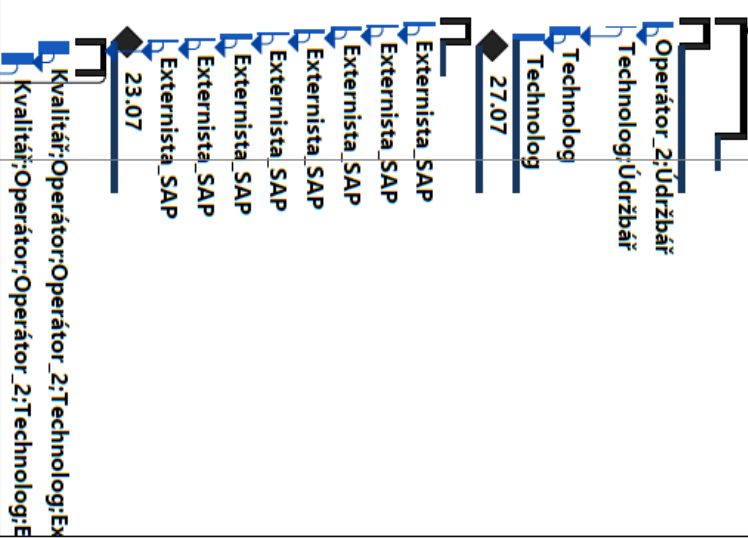 Operátor_2;Údržbář
Technolog;Údržbář
Technolog
Technolog
27.07
Externista_SAP
Externista_SAP
Externista_SAP
Externista_SAP
Externista_SAP
Externista_SAP
Externista_SAP
Externista_SAP
23.07
Kvalitář;Operátor;Operátor_2;Technolog;Ex
Kvalitář;Operátor;Operátor_2;Technolog;E